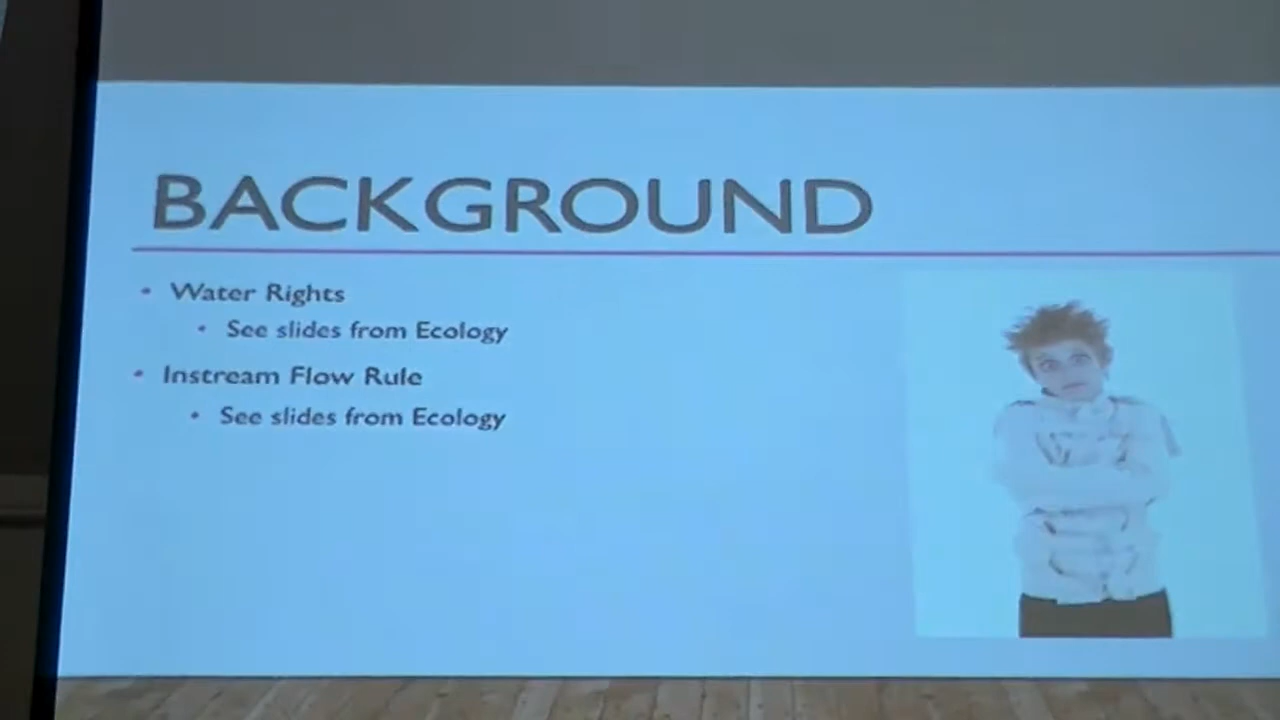 BACKGROUND
• Water Rights
• See slides from Ecology
• Instream Flow Rule
• See slides from Ecology